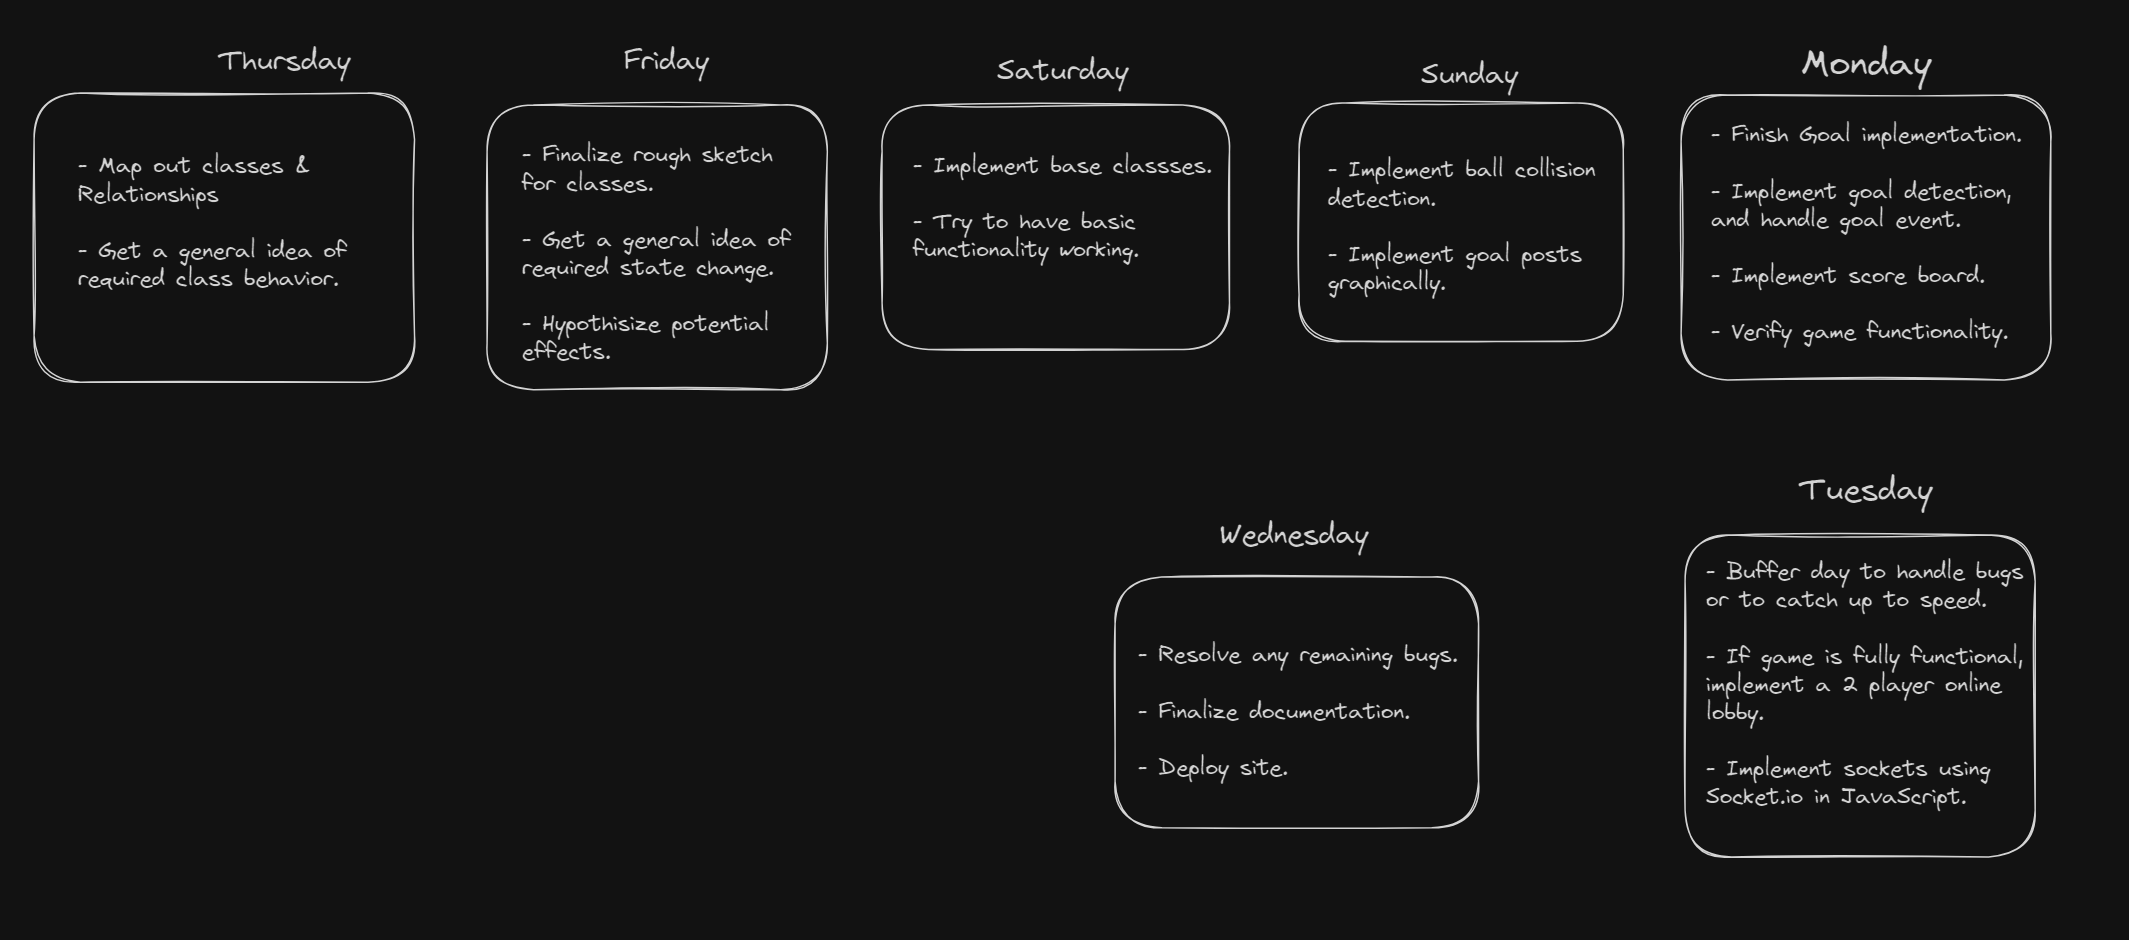 Thursday
- Map out classes &
Relationships
- Get a general idea of
required class behavior.
Friday
- Finalize rough sketch
for classes.
- Get a general idea of
required state change.
- Hypothisize potential
effects.
Saturday
- Implement base classses.
- Try to have basic
functionality working.
Sunday
- Implement ball collision
detection.
- Implement goal posts
graphically.
Monday
- Finish Goal implementation.
- Implement goal detection,
and handle goal event.
- Implement score board.
- Verify game functionality.
Tuesday
- Buffer day to handle bugs
or to catch up to speed.
- If game is fully functional,
implement a 2 player online
lobby.
- Implement sockets using
Socket.io in JavaScript.
Wednesday
- Resolve any remaining bugs.
- Finalize documentation.
- Deploy site.